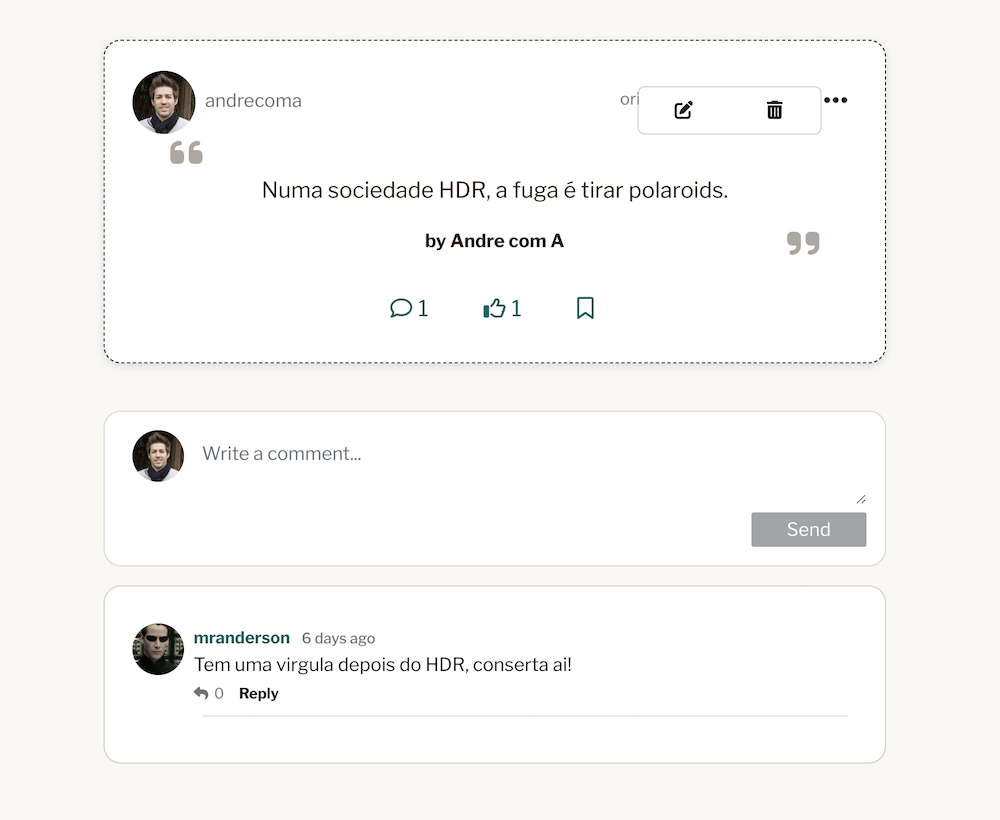 andrecoma
ori
Numa sociedade HDR, a fuga é tirar polaroids.
by Andre com A
1
1
Write a comment...
Send
mranderson 6 days ago
Tem uma virgula depois do HDR, conserta ai!
0 Reply